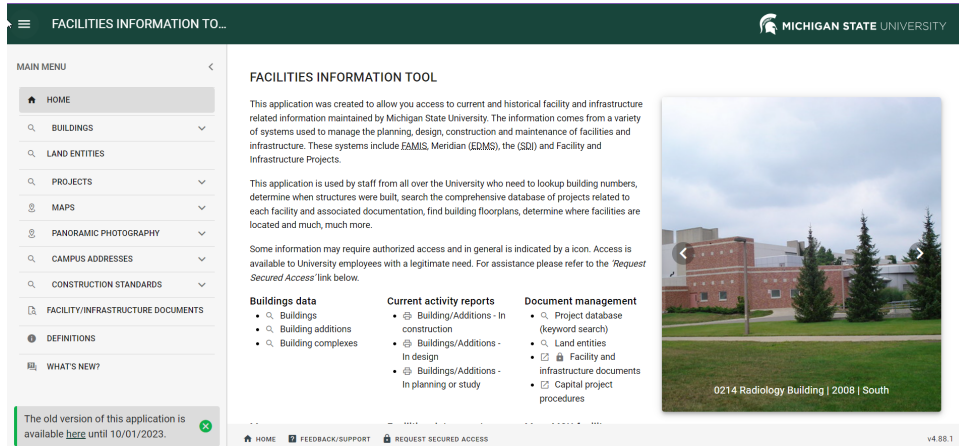 FACILITIES INFORMATION TO...
MICHIGAN STATE UNIVERSITY
MAIN MENU
HOME
BUILDINGS
LAND ENTITIES
PROJECTS
MAPS
PANORAMIC PHOTOGRAPHY
CAMPUS ADDRESSES
CONSTRUCTION STANDARDS
FACILITY/INFRASTRUCTURE DOCUMENTS
DEFINITIONS
WHAT'S NEW?
The old version of this application is
available here until 10/01/2023.
FACILITIES INFORMATION TOOL
This application was created to allow you access to current and historical facility and infrastructure
related information maintained by Michigan State University. The information comes from a variety
of systems used to manage the planning, design, construction and maintenance of facilities and
infrastructure. These systems include FAMIS, Meridian (EDMS), the (SDI) and Facility and
Infrastructure Projects.
This application is used by staff from all over the University who need to lookup building numbers,
determine when structures were built, search the comprehensive database of projects related to
each facility and associated documentation, find building floorplans, determine where facilities are
located and much, much more.
Some information may require authorized access and in general is indicated by a icon. Access is
available to University employees with a legitimate need. For assistance please refer to the 'Request
Secured Access' link below.
Buildings data
Buildings
Building additions
Building complexes
Current activity reports
Building/Additions - In
construction
Buildings/Additions -
In design
Buildings/Additions -
In planning or study
Document management
Project database
(keyword search)
Land entities
Facility and
infrastructure documents
Capital project
procedures
0214 Radiology Building | 2008 | South
HOME
FEEDBACK/SUPPORT
REQUEST SECURED ACCESS
v4.88.1